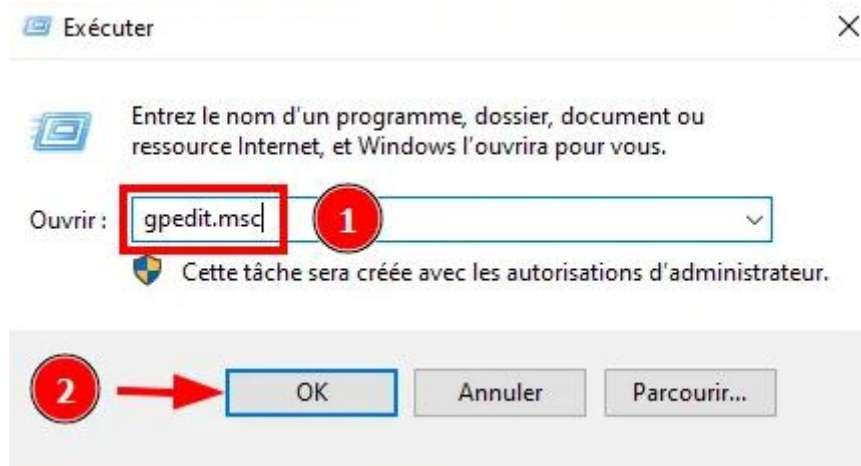 Exécuter
Entrez le nom d'un programme, dossier, document ou
ressource Internet, et Windows l'ouvrira pour vous.
Ouvrir : gpedit.msc 1
Cette tâche sera créée avec les autorisations d'administrateur.
2 OK Annuler Parcourir...